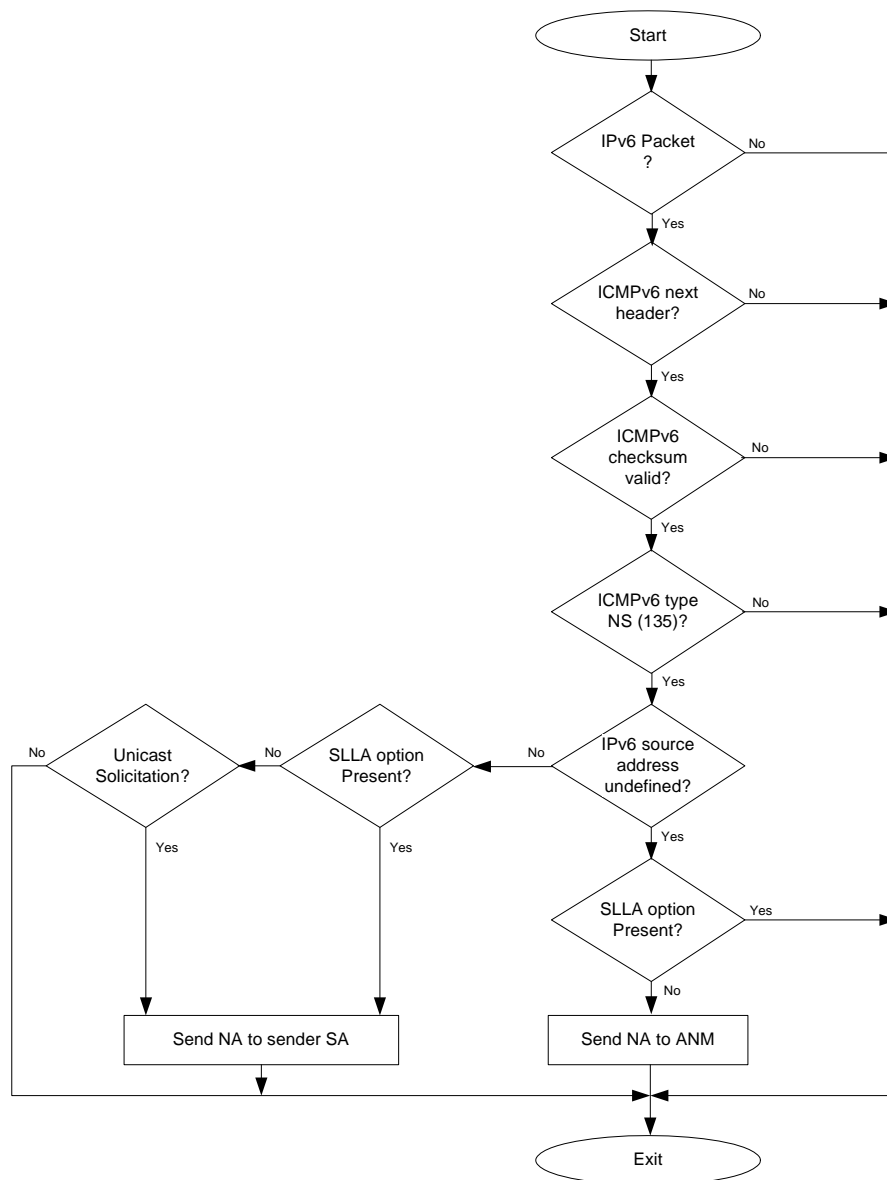 Start
IPv6 Packet
?
No
Yes
ICMPv6 next
header?
No
Yes
ICMPv6
checksum
valid?
No
Yes
ICMPv6 type
NS (135)?
No
Yes
No
Unicast
Solicitation?
No
SLLA option
Present?
No
IPv6 source
address
undefined?
Yes
Yes
Yes
SLLA option
Present?
Yes
No
Send NA to sender SA
Send NA to ANM
Exit